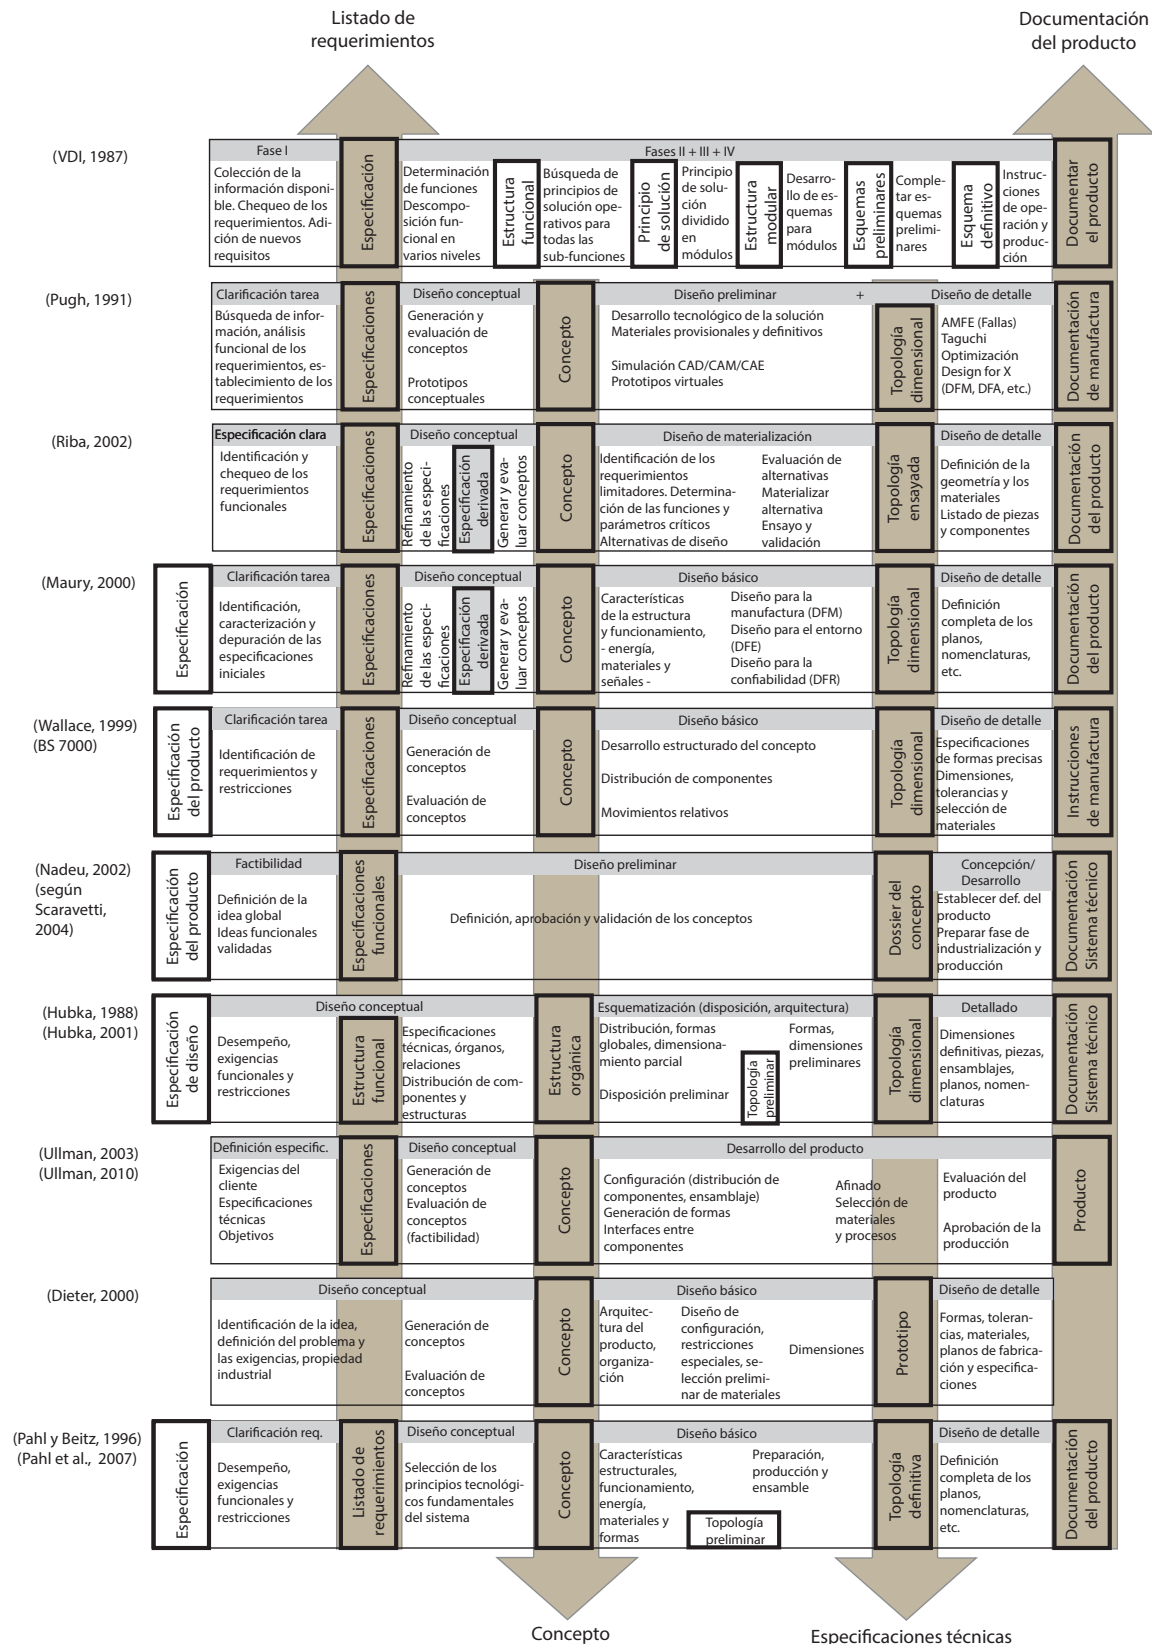 Listado de
requerimientos
Documentación
del producto
(VDI, 1987)
Fase I
Colección de la
información disponi-
ble. Chequeo de los
requerimientos. Adi-
ción de nuevos
requisitos
Especificación
Fases II + III + IV
Determinación
de funciones
Descompo-
sición fun-
cional en
varios niveles
Estructura
funcional
Búsqueda de
principios de
solución ope-
rativos para
todas las
sub-funciones
Principio
de solución
Principio
de solu-
ción
dividido
en
módulos
Estructura
modular
Desarro-
llo de es-
quemas
para
módulos
Esquemas
preliminares
Comple-
tar es-
quemas
prelimi-
nares
Esquema
definitivo
Instruc-
ciones
de ope-
ración y
produc-
ción
Documentar
el producto
(Pugh, 1991)
Clarificación tarea
Búsqueda de infor-
mación, análisis
funcional de los
requerimientos, es-
tablecimiento de los
requerimientos
Especificaciones
Diseño conceptual
Generación y
evaluación de
conceptos
Prototipos
conceptuales
Concepto
Diseño preliminar + Diseño de detalle
Desarrollo tecnológico de la solución
Materiales provisionales y definitivos
Simulación CAD/CAM/CAE
Prototipos virtuales
Topología
dimensional
AMFE (Fallas)
Taguchi
Optimización
Design for X
(DFM, DFA, etc.)
Documentación
de manufactura
(Riba, 2002)
Especificación clara
Identificación y
chequeo de los
requerimientos
funcionales
Especificaciones
Diseño conceptual
Refinamiento
de las especi-
ficaciones
Especificación
derivada
Generar y eva-
luar conceptos
Concepto
Diseño de materialización
Identificación de los
requerimientos
limitadores. Determina-
ción de las funciones y
parámetros críticos
Alternativas de diseño
Evaluación de
alternativas
Materializar
alternativa
Ensayo y
validación
Topología
ensayada
Diseño de detalle
Definición de la
geometría y los
materiales
Listado de piezas
y componentes
Documentación
del producto
(Maury, 2000)
Especificación
Clarificación tarea
Identificación,
caracterización y
depuración de las
especificaciones
iniciales
Especificaciones
Diseño conceptual
Refinamiento
de las especi-
ficaciones
Especificación
derivada
Generar y eva-
luar conceptos
Concepto
Diseño básico
Características
de la estructura
y funcionamiento,
- energía,
materiales y
señales -
Diseño para la
manufactura (DFM)
Diseño para el entorno
(DFE)
Diseño para la
confiabilidad (DFR)
Topología
dimensional
Diseño de detalle
Definición
completa de los
planos,
nomenclaturas,
etc.
Documentación
del producto
(Wallace, 1999)
(BS 7000)
Especificación
del producto
Clarificación tarea
Identificación de
requerimientos y
restricciones
Especificaciones
Diseño conceptual
Generación de
conceptos
Evaluación de
conceptos
Concepto
Diseño básico
Desarrollo estructurado del concepto
Distribución de componentes
Movimientos relativos
Topología
dimensional
Diseño de detalle
Especificaciones
de formas precisas
Dimensiones,
tolerancias y
selección de
materiales
Instrucciones
de manufactura
(Nadeu, 2002)
(según
Scaravetti,
2004)
Especificación
del producto
Factibilidad
Definición de la
idea global
Ideas funcionales
validadas
Especificaciones
funcionales
Diseño preliminar
Definición, aprobación y validación de los conceptos
Dossier del
concepto
Concepción/
Desarrollo
Establecer def. del
producto
Preparar fase de
industrialización y
producción
Documentación
Sistema técnico
(Hubka, 1988)
(Hubka, 2001)
Especificación
de diseño
Diseño conceptual
Desempeño,
exigencias
funcionales y
restricciones
Estructura
funcional
Especificaciones
técnicas, órganos,
relaciones
Distribución de com-
ponentes y
estructuras
Estructura
orgánica
Esquematización (disposición, arquitectura)
Distribución, formas
globales, dimensiona-
miento parcial
Disposición preliminar
Topología
preliminar
Formas,
dimensiones
preliminares
Topología
dimensional
Detallado
Dimensiones
definitivas, piezas,
ensamblajes,
planos, nomen-
claturas
Documentación
Sistema técnico
(Ullman, 2003)
(Ullman, 2010)
Definición especific.
Exigencias del
cliente
Especificaciones
técnicas
Objetivos
Especificaciones
Diseño conceptual
Generación de
conceptos
Evaluación de
conceptos
(factibilidad)
Concepto
Desarrollo del producto
Configuración (distribución de
componentes, ensamblaje)
Generación de formas
Interfaces entre
componentes
Afinado
Selección de
materiales
y procesos
Evaluación del
producto
Aprobación de la
producción
Producto
(Dieter, 2000)
Diseño conceptual
Identificación de la idea,
definición del problema y
las exigencias, propiedad
industrial
Generación de
conceptos
Evaluación de
conceptos
Concepto
Diseño básico
Arquitec-
tura del
producto,
organiza-
ción
Diseño de
configuración,
restricciones
especiales, se-
lección prelimi-
nar de materiales
Dimensiones
Prototipo
Diseño de detalle
Formas, toleran-
cias, materiales,
planos de fabrica-
ción y especifica-
ciones
(Pahl y Beitz, 1996)
(Pahl et al., 2007)
Especificación
Clarificación req.
Desempeño,
exigencias
funcionales y
restricciones
Listado de
requerimientos
Diseño conceptual
Selección de los
principios tecnológi-
cos fundamentales
del sistema
Concepto
Diseño básico
Características
estructurales,
funcionamiento,
energía,
materiales y
formas
Preparación,
producción y
ensamble
Topología
preliminar
Topología
definitiva
Diseño de detalle
Definición
completa de los
planos,
nomenclaturas,
etc.
Documentación
del producto
Concepto
Especificaciones técnicas